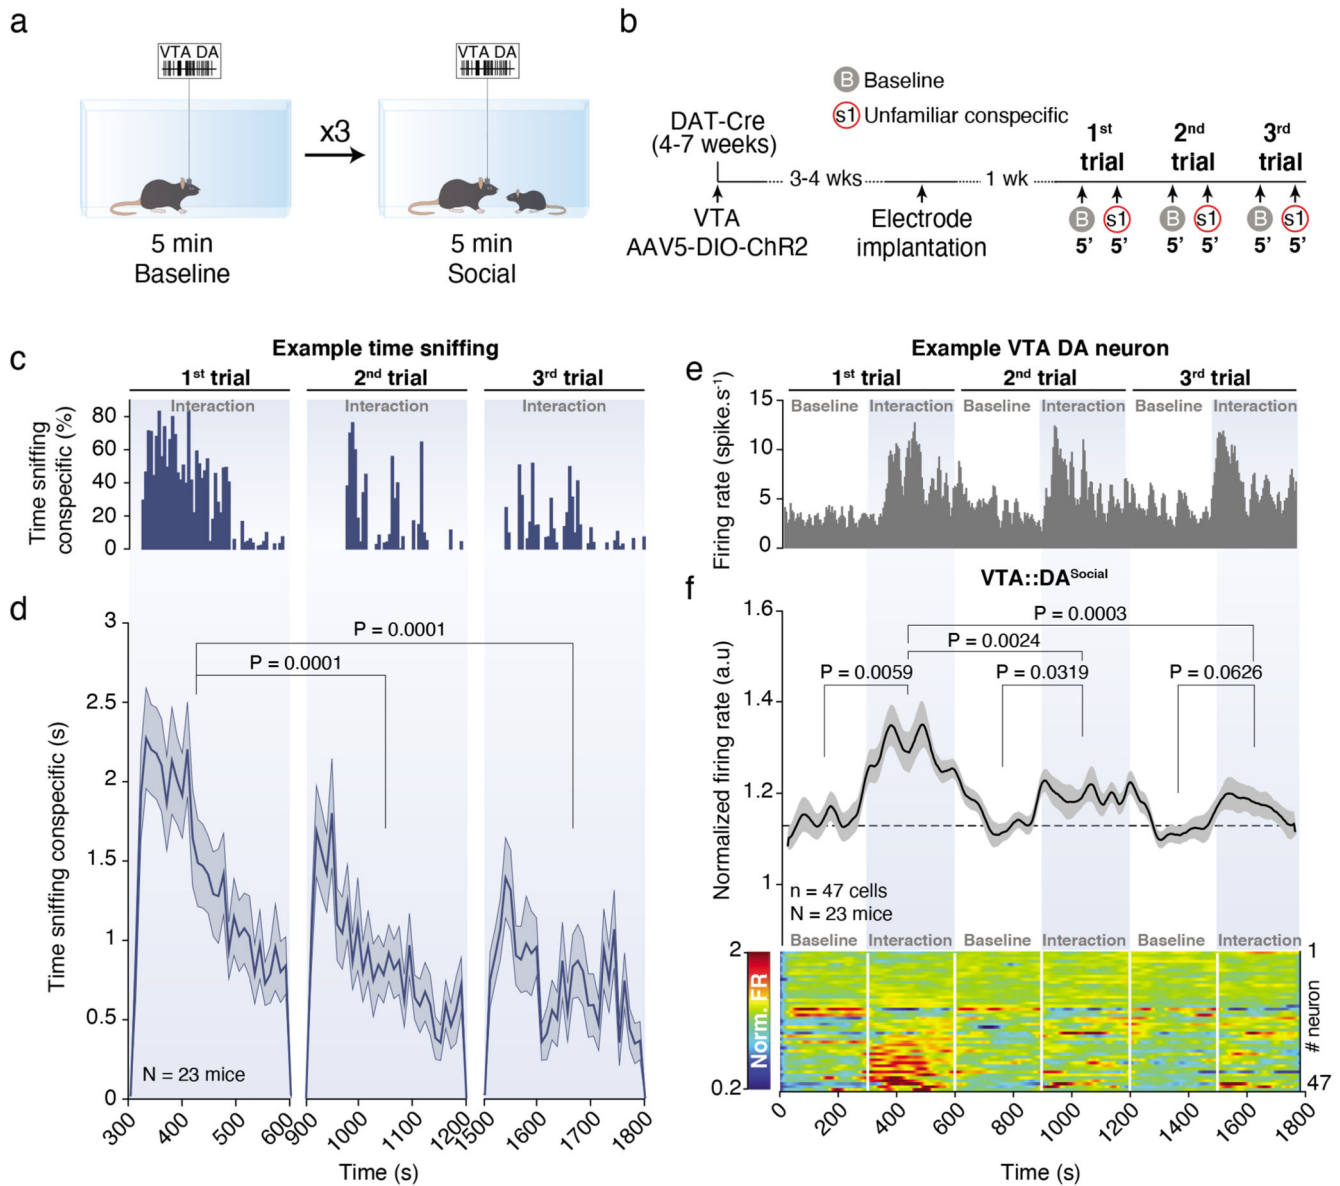 a
VTA DA
VTA DA
x3
5 min
Baseline
5 min
Social
b
B Baseline
s1 Unfamiliar conspecific
DAT-Cre
(4-7 weeks)
3-4 wks
1 wk
1st trial
2nd trial
3rd trial
VTA
AAV5-DIO-ChR2
Electrode
implantation
B s1 B s1 B s1
5' 5' 5' 5' 5' 5'
c
Example time sniffing
1st trial 2nd trial 3rd trial
Interaction Interaction Interaction
Time sniffing
conspecific (%)
80
60
40
20
0
d
Time sniffing conspecific (s)
3
2.5
2
1.5
1
0.5
0
P = 0.0001
P = 0.0001
N = 23 mice
300 400 500 600 900 1000 1100 1200 1500 1600 1700 1800
Time (s)
e
Example VTA DA neuron
1st trial 2nd trial 3rd trial
Baseline Interaction Baseline Interaction Baseline Interaction
Firing rate (spike.s-1)
15
10
5
0
f
VTA::DASocial
Normalized firing rate (a.u)
1.6
1.4
1.2
1
P = 0.0003
P = 0.0024
P = 0.0059 P = 0.0319 P = 0.0626
n = 47 cells
N = 23 mice
Baseline Interaction Baseline Interaction Baseline Interaction
2
Norm. FR
0.2
1
# neuron
47
0 200 400 600 800 1000 1200 1400 1600 1800
Time (s)